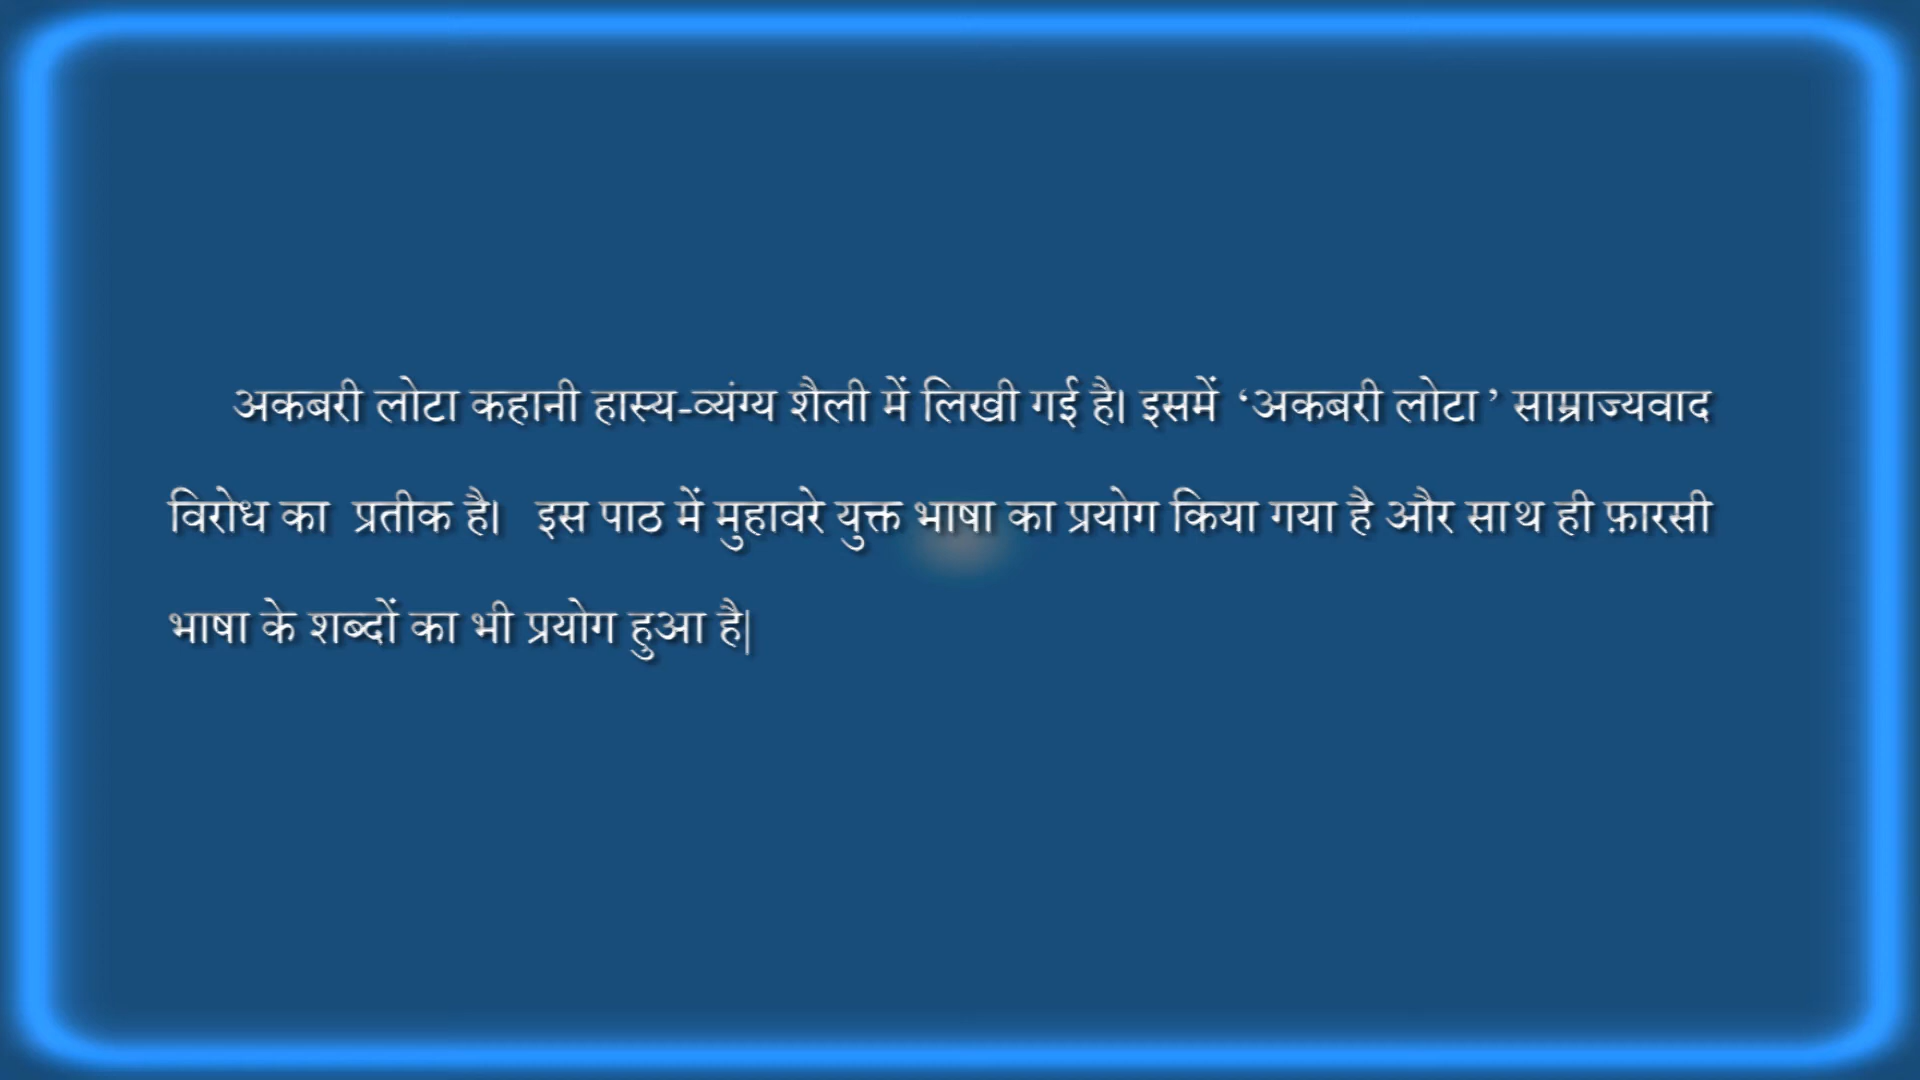 अकबरी लोटा कहानी हास्य-व्यंग्य शैली में लिखी गई है। इसमें ‘अकबरी लोटा’ साम्राज्यवाद
विरोध का प्रतीक है। इस पाठ में मुहावरे युक्त भाषा का प्रयोग किया गया है और साथ ही फ़ारसी
भाषा के शब्दों का भी प्रयोग हुआ है|